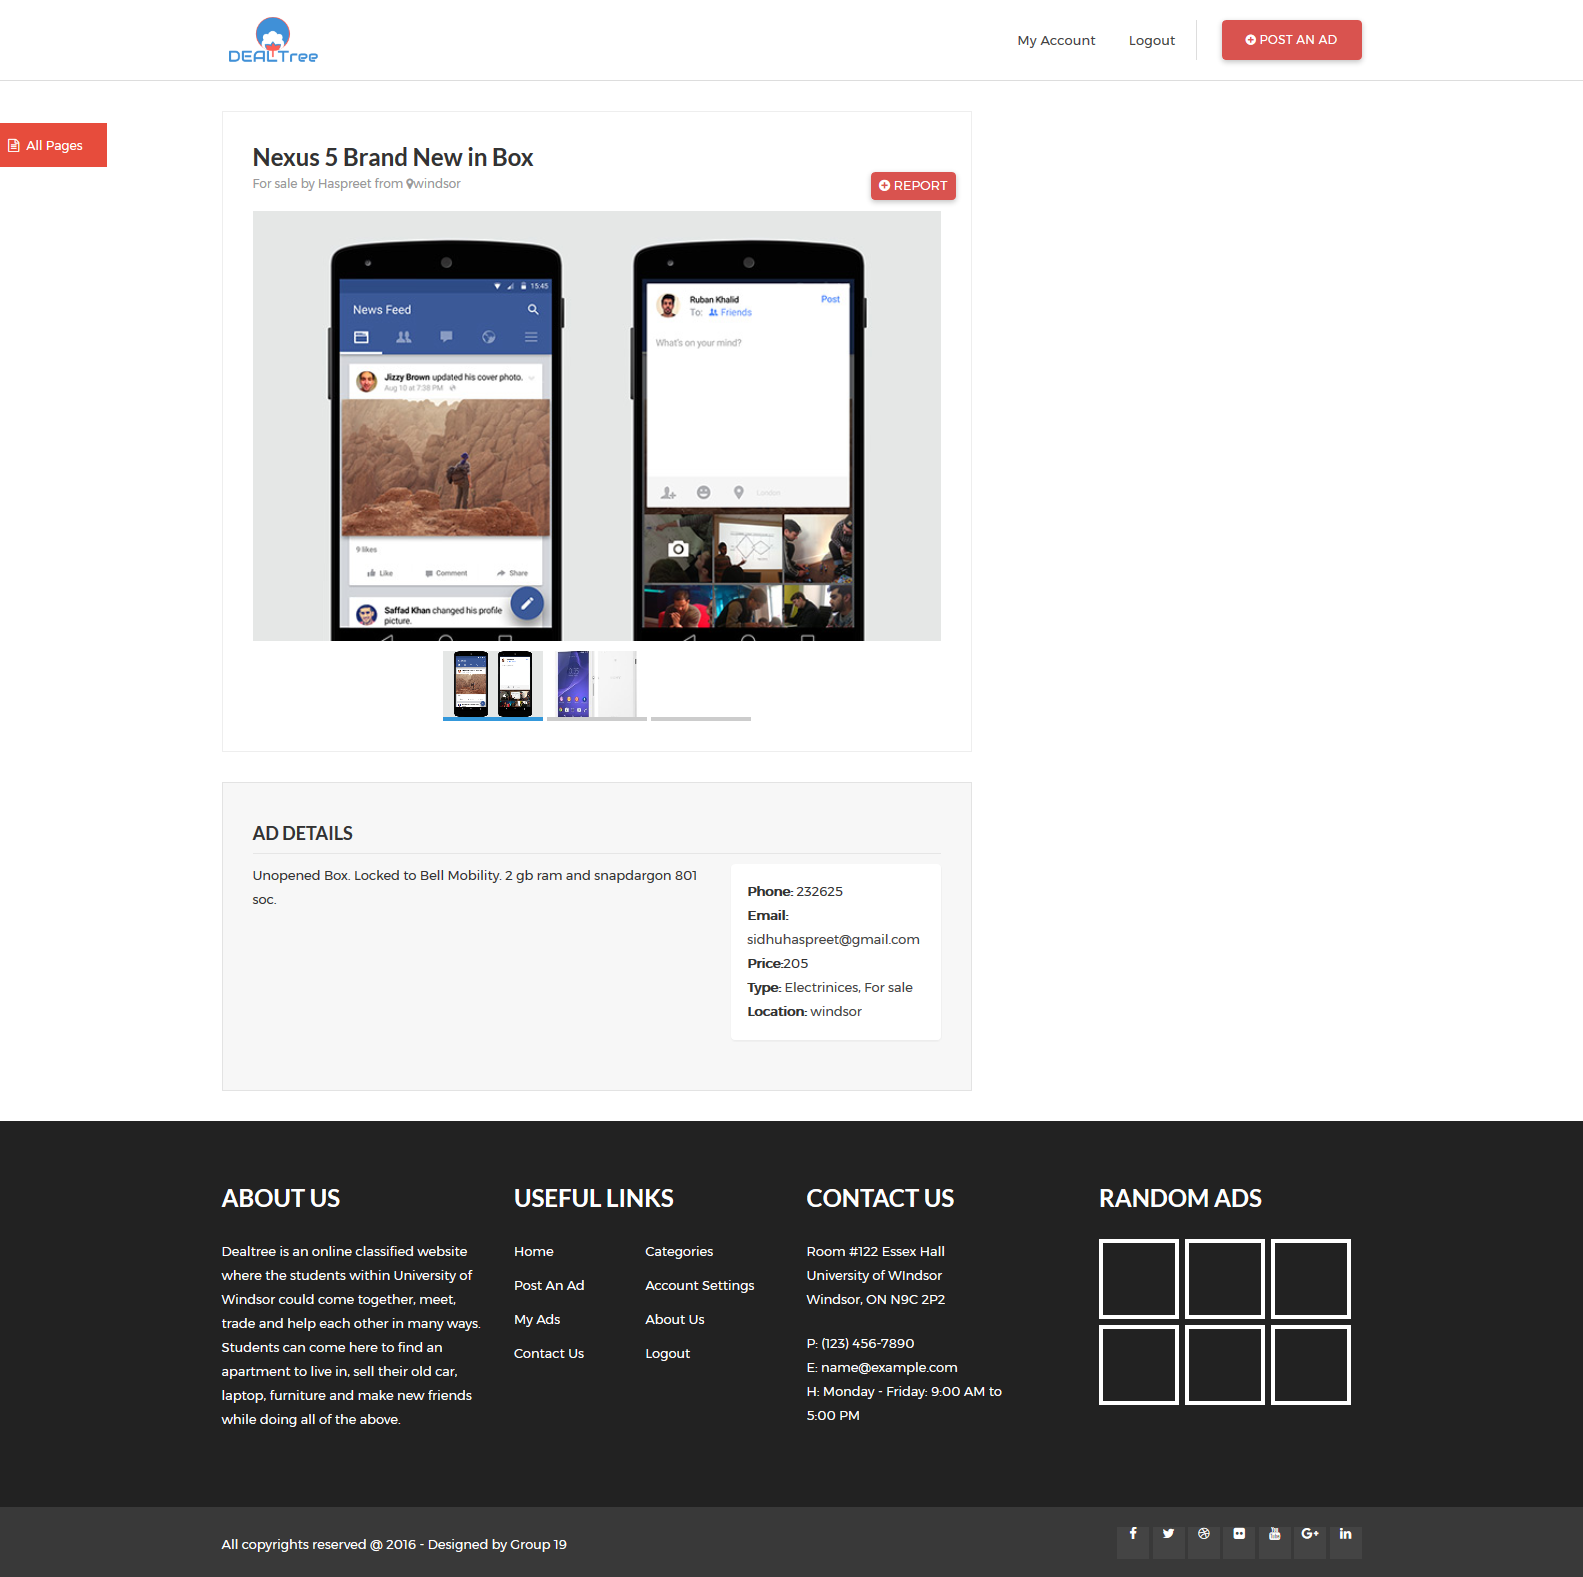 DEALTree
My Account
Logout
POST AN AD
All Pages
Nexus 5 Brand New in Box
For sale by Haspreet from windsor
REPORT
15:45
News Feed
Jizzy Brown updated his cover photo.
Aug 10 at 7:38 PM
9 likes
Like
Comment
Share
Saffad Khan changed his profile
picture.
Ruban Khalid
Post
To: Friends
What's on your mind?
London
AD DETAILS
Unopened Box. Locked to Bell Mobility. 2 gb ram and snapdargon 801
soc.
Phone: 232625
Email:
sidhuhaspreet@gmail.com
Price:205
Type: Electrinices, For sale
Location: windsor
ABOUT US
Dealtree is an online classified website
where the students within University of
Windsor could come together, meet,
trade and help each other in many ways.
Students can come here to find an
apartment to live in, sell their old car,
laptop, furniture and make new friends
while doing all of the above.
USEFUL LINKS
Home
Categories
Post An Ad
Account Settings
My Ads
About Us
Contact Us
Logout
CONTACT US
Room #122 Essex Hall
University of WIndsor
Windsor, ON N9C 2P2
P: (123) 456-7890
E: name@example.com
H: Monday - Friday: 9:00 AM to
5:00 PM
RANDOM ADS
All copyrights reserved @ 2016 - Designed by Group 19